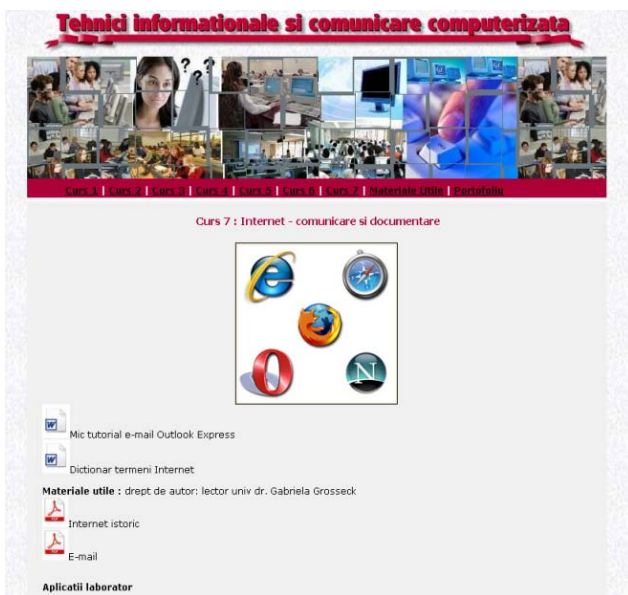 Tehnici informationale si comunicare computerizata
? ? ?
Curs 1 | Curs 2 | Curs 3 | Curs 4 | Curs 5 | Curs 6 | Curs 7 | Materiale Utile | Portofoliu
Curs 7 : Internet - comunicare si documentare
N
Mic tutorial e-mail Outlook Express
Dictionar termeni Internet
Materiale utile : drept de autor: lector univ dr. Gabriela Grosseck
Internet istoric
E-mail
Aplicatii laborator